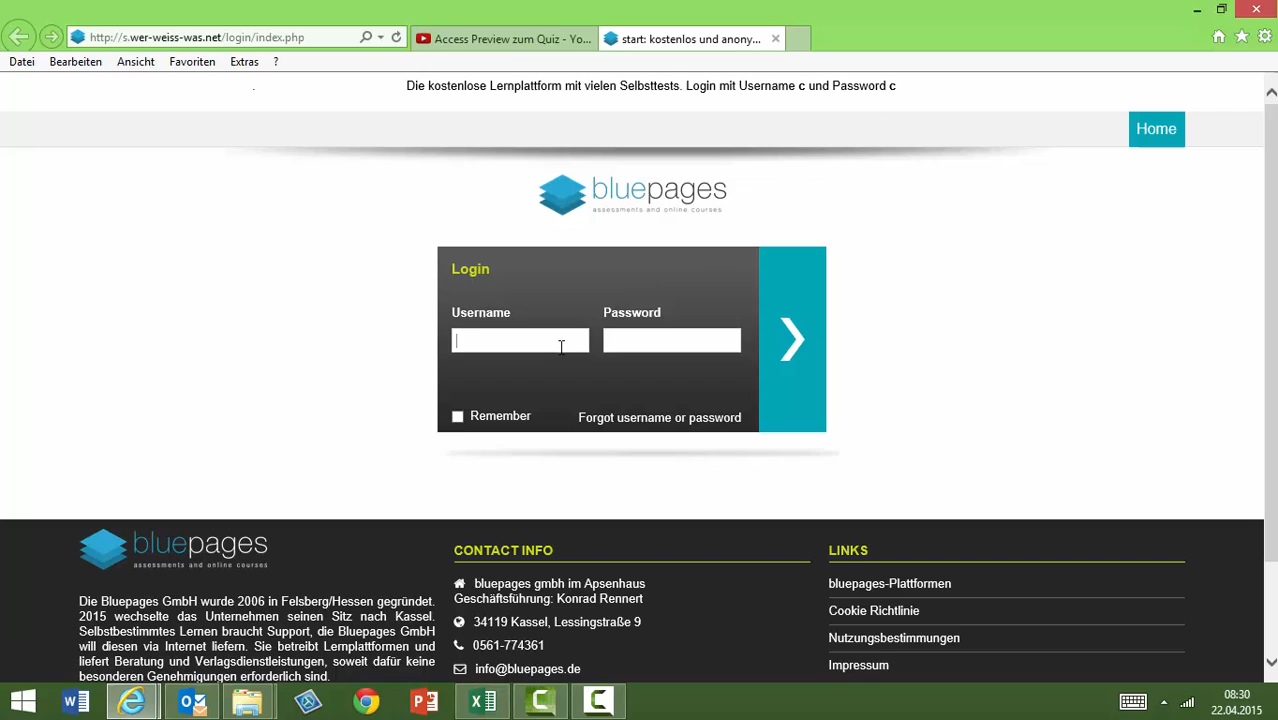 http://s.wer-weiss-was.net/login/index.php
Access Preview zum Quiz - Yo...
start: kostenlos und anony...
Datei Bearbeiten Ansicht Favoriten Extras ?
. Die kostenlose Lernplattform mit vielen Selbsttests. Login mit Username c und Password c
Home
bluepages
assessments and online courses
Login
Username Password
Remember Forgot username or password
bluepages
assessments and online courses
Die Bluepages GmbH wurde 2006 in Felsberg/Hessen gegründet.
2015 wechselte das Unternehmen seinen Sitz nach Kassel.
Selbstbestimmtes Lernen braucht Support, die Bluepages GmbH
will diesen via Internet liefern. Sie betreibt Lernplattformen und
liefert Beratung und Verlagsdienstleistungen, soweit dafür keine
besonderen Genehmigungen erforderlich sind.
CONTACT INFO
bluepages gmbh im Apsenhaus
Geschäftsführung: Konrad Rennert
34119 Kassel, Lessingstraße 9
0561-774361
info@bluepages.de
LINKS
bluepages-Plattformen
Cookie Richtlinie
Nutzungsbestimmungen
Impressum
08:30
22.04.2015